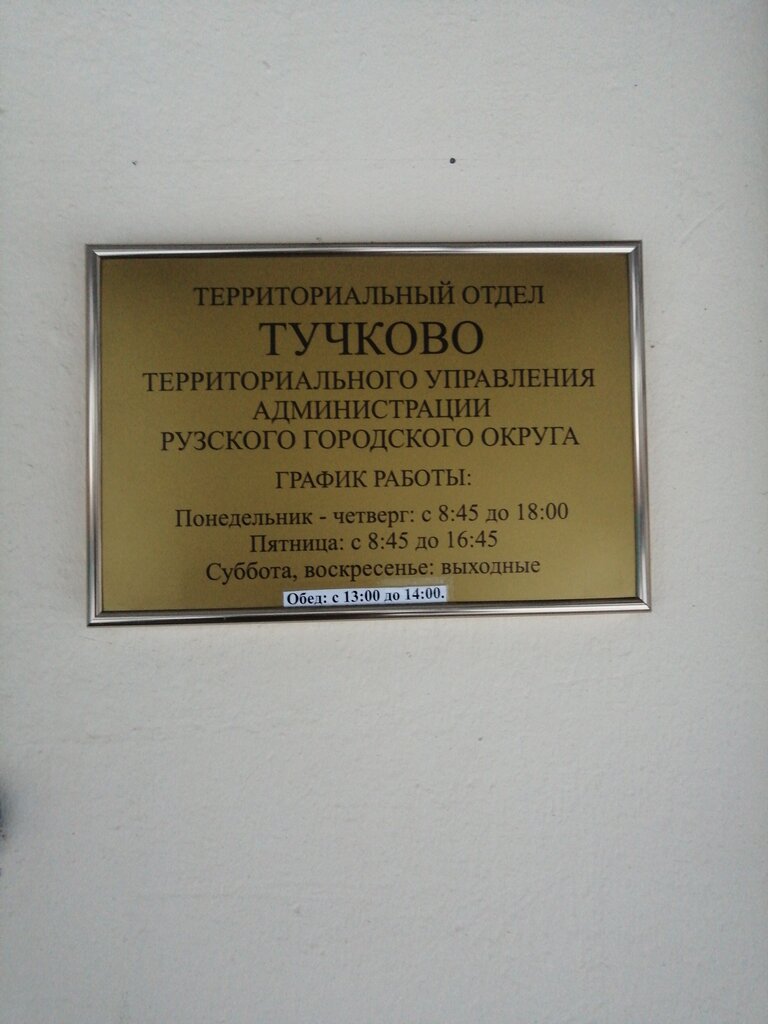 ТЕРРИТОРИАЛЬНЫЙ ОТДЕЛ
ТУЧКОВО
ТЕРРИТОРИАЛЬНОГО УПРАВЛЕНИЯ
АДМИНИСТРАЦИИ
РУЗСКОГО ГОРОДСКОГО ОКРУГА
ГРАФИК РАБОТЫ:
Понедельник - четверг: с 8:45 до 18:00
Пятница: с 8:45 до 16:45
Суббота, воскресенье: выходные
Обед: с 13:00 до 14:00.